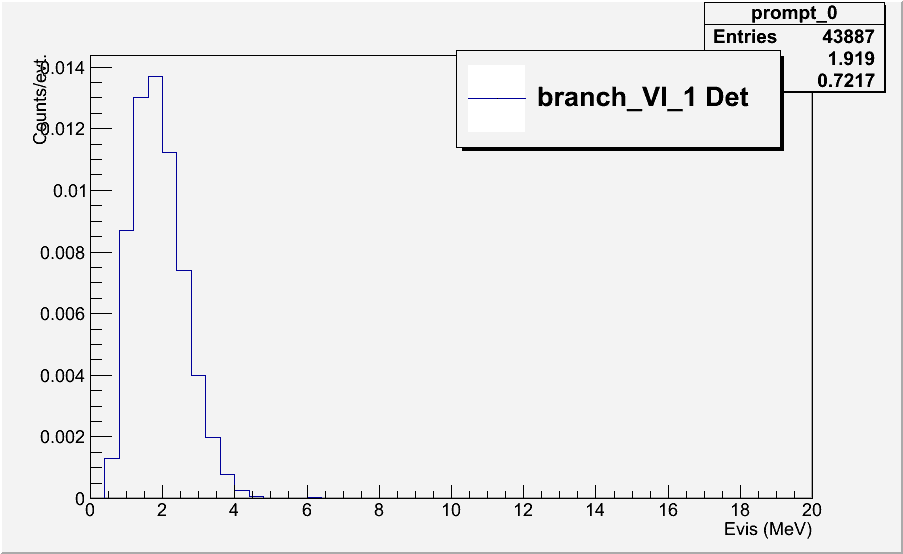 prompt_0
Entries 43887
1.919
0.7217
branch_VI_1 Det
Counts/evt.
0.014
0.012
0.01
0.008
0.006
0.004
0.002
0
0 2 4 6 8 10 12 14 16 18 20
Evis (MeV)